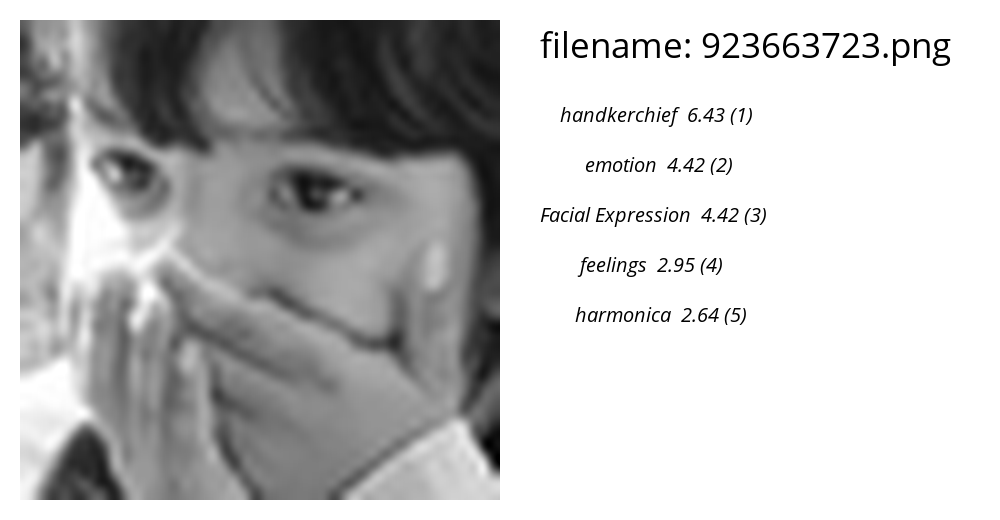 filename: 923663723.png
handkerchief 6.43 (1)
emotion 4.42 (2)
Facial Expression 4.42 (3)
feelings 2.95 (4)
harmonica 2.64 (5)